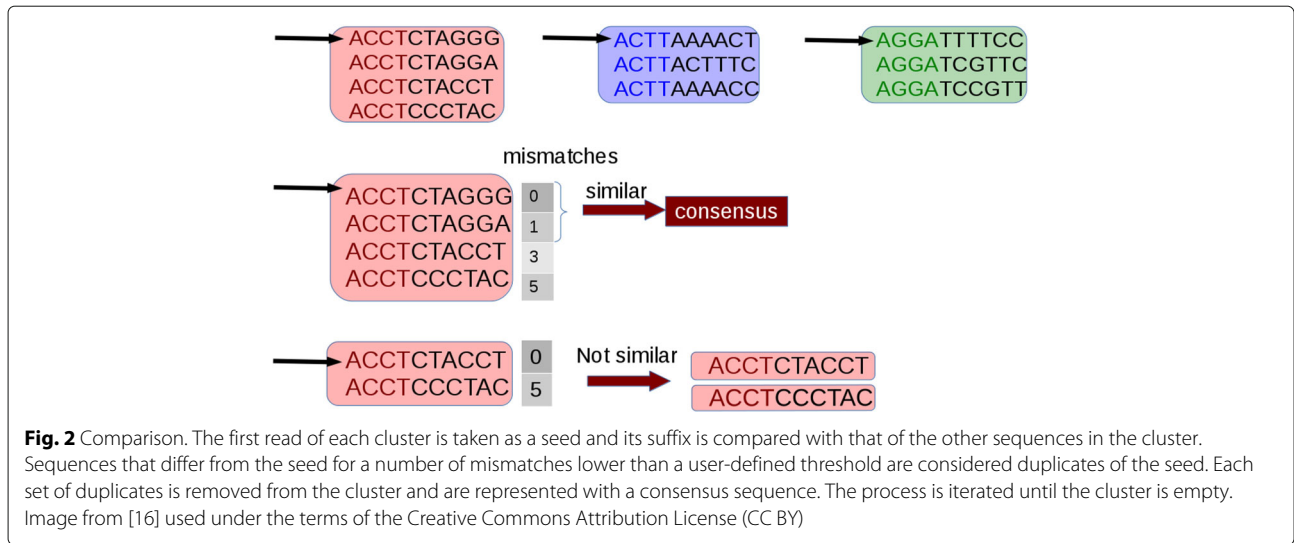 ACCTCTAGGG
ACCTCTAGGA
ACCTCTACCT
ACCTCCCTAC
ACTTAAAACT
ACTTACTTTC
ACTTAAAACC
AGGATTTTCC
AGGATCGTTC
AGGATCCGTT
mismatches
ACCTCTAGGG 0
ACCTCTAGGA 1
ACCTCTACCT 3
ACCTCCCTAC 5
similar
consensus
ACCTCTACCT 0
ACCTCCCTAC 5
Not similar
ACCTCTACCT
ACCTCCCTAC
Fig. 2 Comparison. The first read of each cluster is taken as a seed and its suffix is compared with that of the other sequences in the cluster.
Sequences that differ from the seed for a number of mismatches lower than a user-defined threshold are considered duplicates of the seed. Each
set of duplicates is removed from the cluster and are represented with a consensus sequence. The process is iterated until the cluster is empty.
Image from [16] used under the terms of the Creative Commons Attribution License (CC BY)